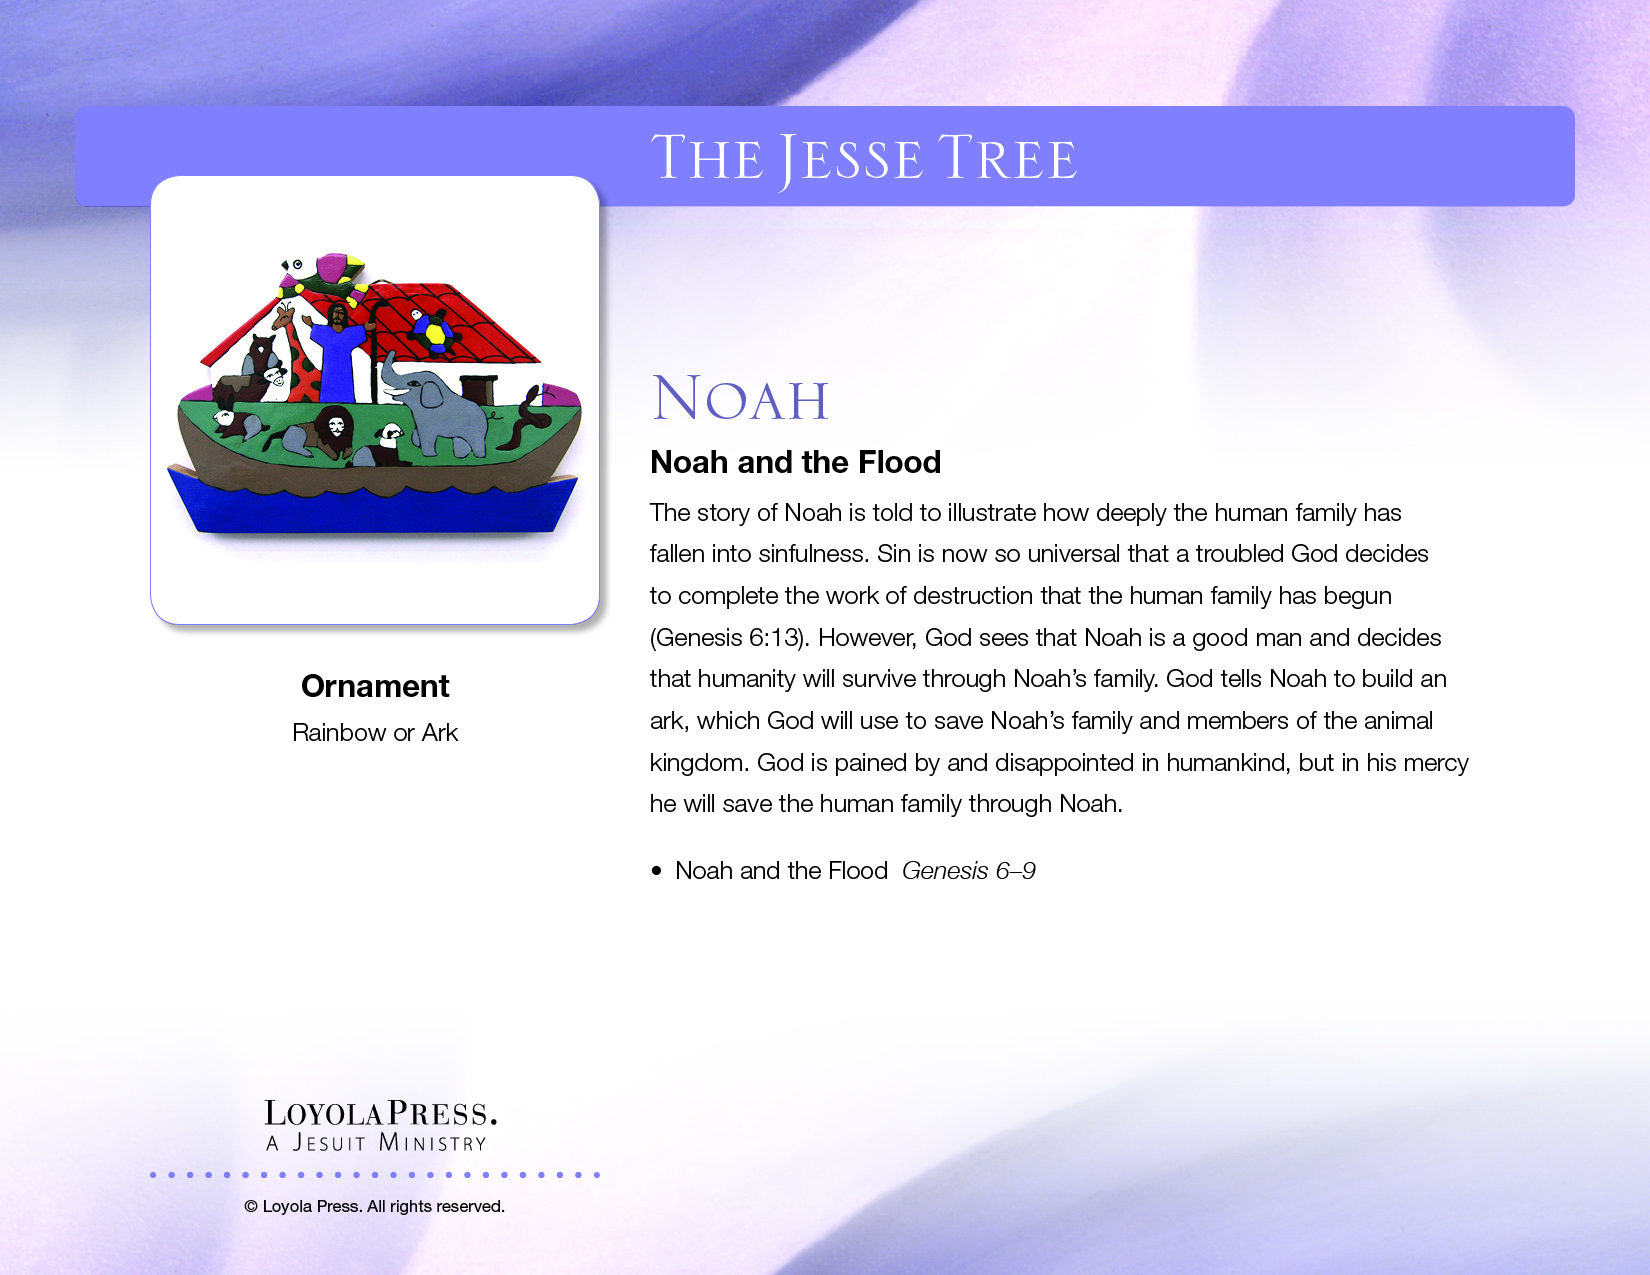 THE JESSE TREE
NOAH
Noah and the Flood
The story of Noah is told to illustrate how deeply the human family has
fallen into sinfulness. Sin is now so universal that a troubled God decides
to complete the work of destruction that the human family has begun
(Genesis 6:13). However, God sees that Noah is a good man and decides
that humanity will survive through Noah’s family. God tells Noah to build an
ark, which God will use to save Noah’s family and members of the animal
kingdom. God is pained by and disappointed in humankind, but in his mercy
he will save the human family through Noah.
• Noah and the Flood Genesis 6–9
Ornament
Rainbow or Ark
LOYOLA PRESS.
A JESUIT MINISTRY
© Loyola Press. All rights reserved.